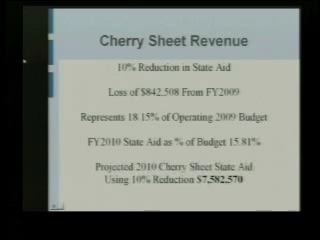 Cherry Sheet Revenue
10% Reduction in State Aid
Loss of $842,508 From FY2009
Represents 18.15% of Operating 2009 Budget
FY2010 State Aid as % of Budget 15.81%
Projected 2010 Cherry Sheet State Aid
Using 10% Reduction $7,582,570